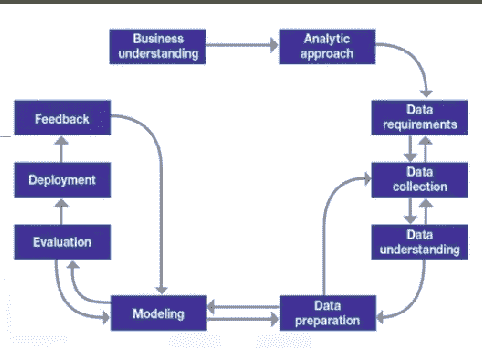 Business
understanding
Analytic
approach
Data
requirements
Data
collection
Data
understanding
Data
preparation
Modeling
Evaluation
Deployment
Feedback